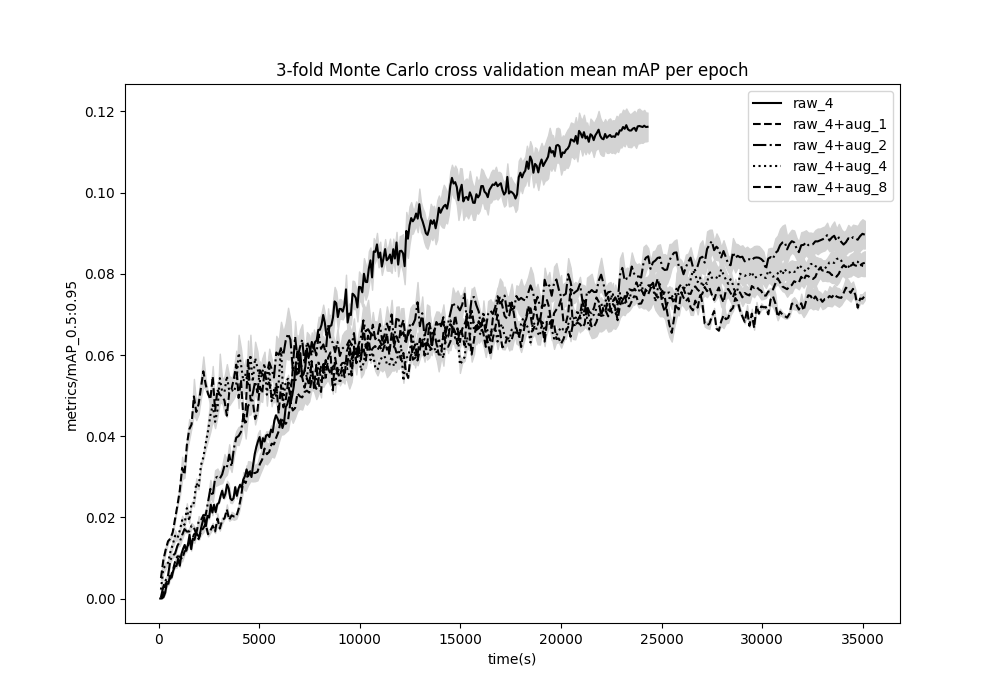 3-fold Monte Carlo cross validation mean mAP per epoch
raw_4
raw_4+aug_1
raw_4+aug_2
raw_4+aug_4
raw_4+aug_8
metrics/mAP_0.5:0.95
0.12
0.10
0.08
0.06
0.04
0.02
0.00
0
5000
10000
15000
20000
25000
30000
35000
time(s)